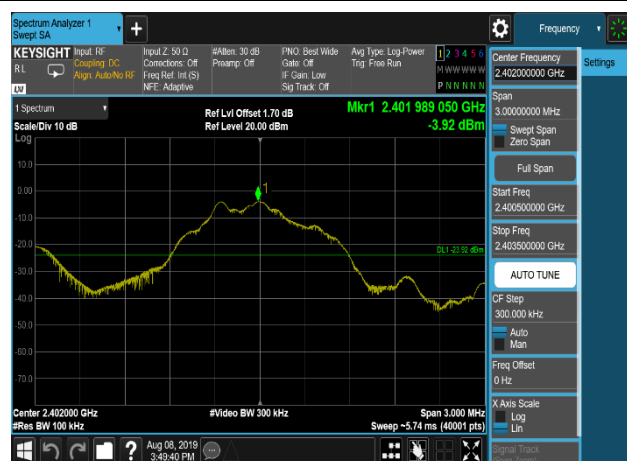 Spectrum Analyzer 1
Swept SA
+
Frequency
KEYSIGHT
RL
LW
Input: RF
Coupling: DC
Align: Auto/No RF
Input Z: 50 Ω
Corrections: Off
Freq Ref: Int (S)
NFE: Adaptive
#Atten: 30 dB
Preamp: Off
PNO: Best Wide
Gate: Off
IF Gain: Low
Sig Track: Off
Avg Type: Log-Power
Trig: Free Run
1 2 3 4 5 6
M W W W W W
P N N N N N
1 Spectrum
Scale/Div 10 dB
Log
Ref Lvl Offset 1.70 dB
Ref Level 20.00 dBm
Mkr1 2.401 989 050 GHz
-3.92 dBm
10.0
0.00
-10.0
-20.0
-30.0
-40.0
-50.0
-60.0
-70.0
1
DL1 -23.92 dBm
Center 2.402000 GHz
#Res BW 100 kHz
#Video BW 300 kHz
Span 3.000 MHz
Sweep ~5.74 ms (40001 pts)
Center Frequency
2.402000000 GHz
Settings
Span
3.00000000 MHz
Swept Span
Zero Span
Full Span
Start Freq
2.400500000 GHz
Stop Freq
2.403500000 GHz
AUTO TUNE
CF Step
300.000 kHz
Auto
Man
Freq Offset
0 Hz
X Axis Scale
Log
Lin
Signal Track
?
Aug 08, 2019
3:49:40 PM